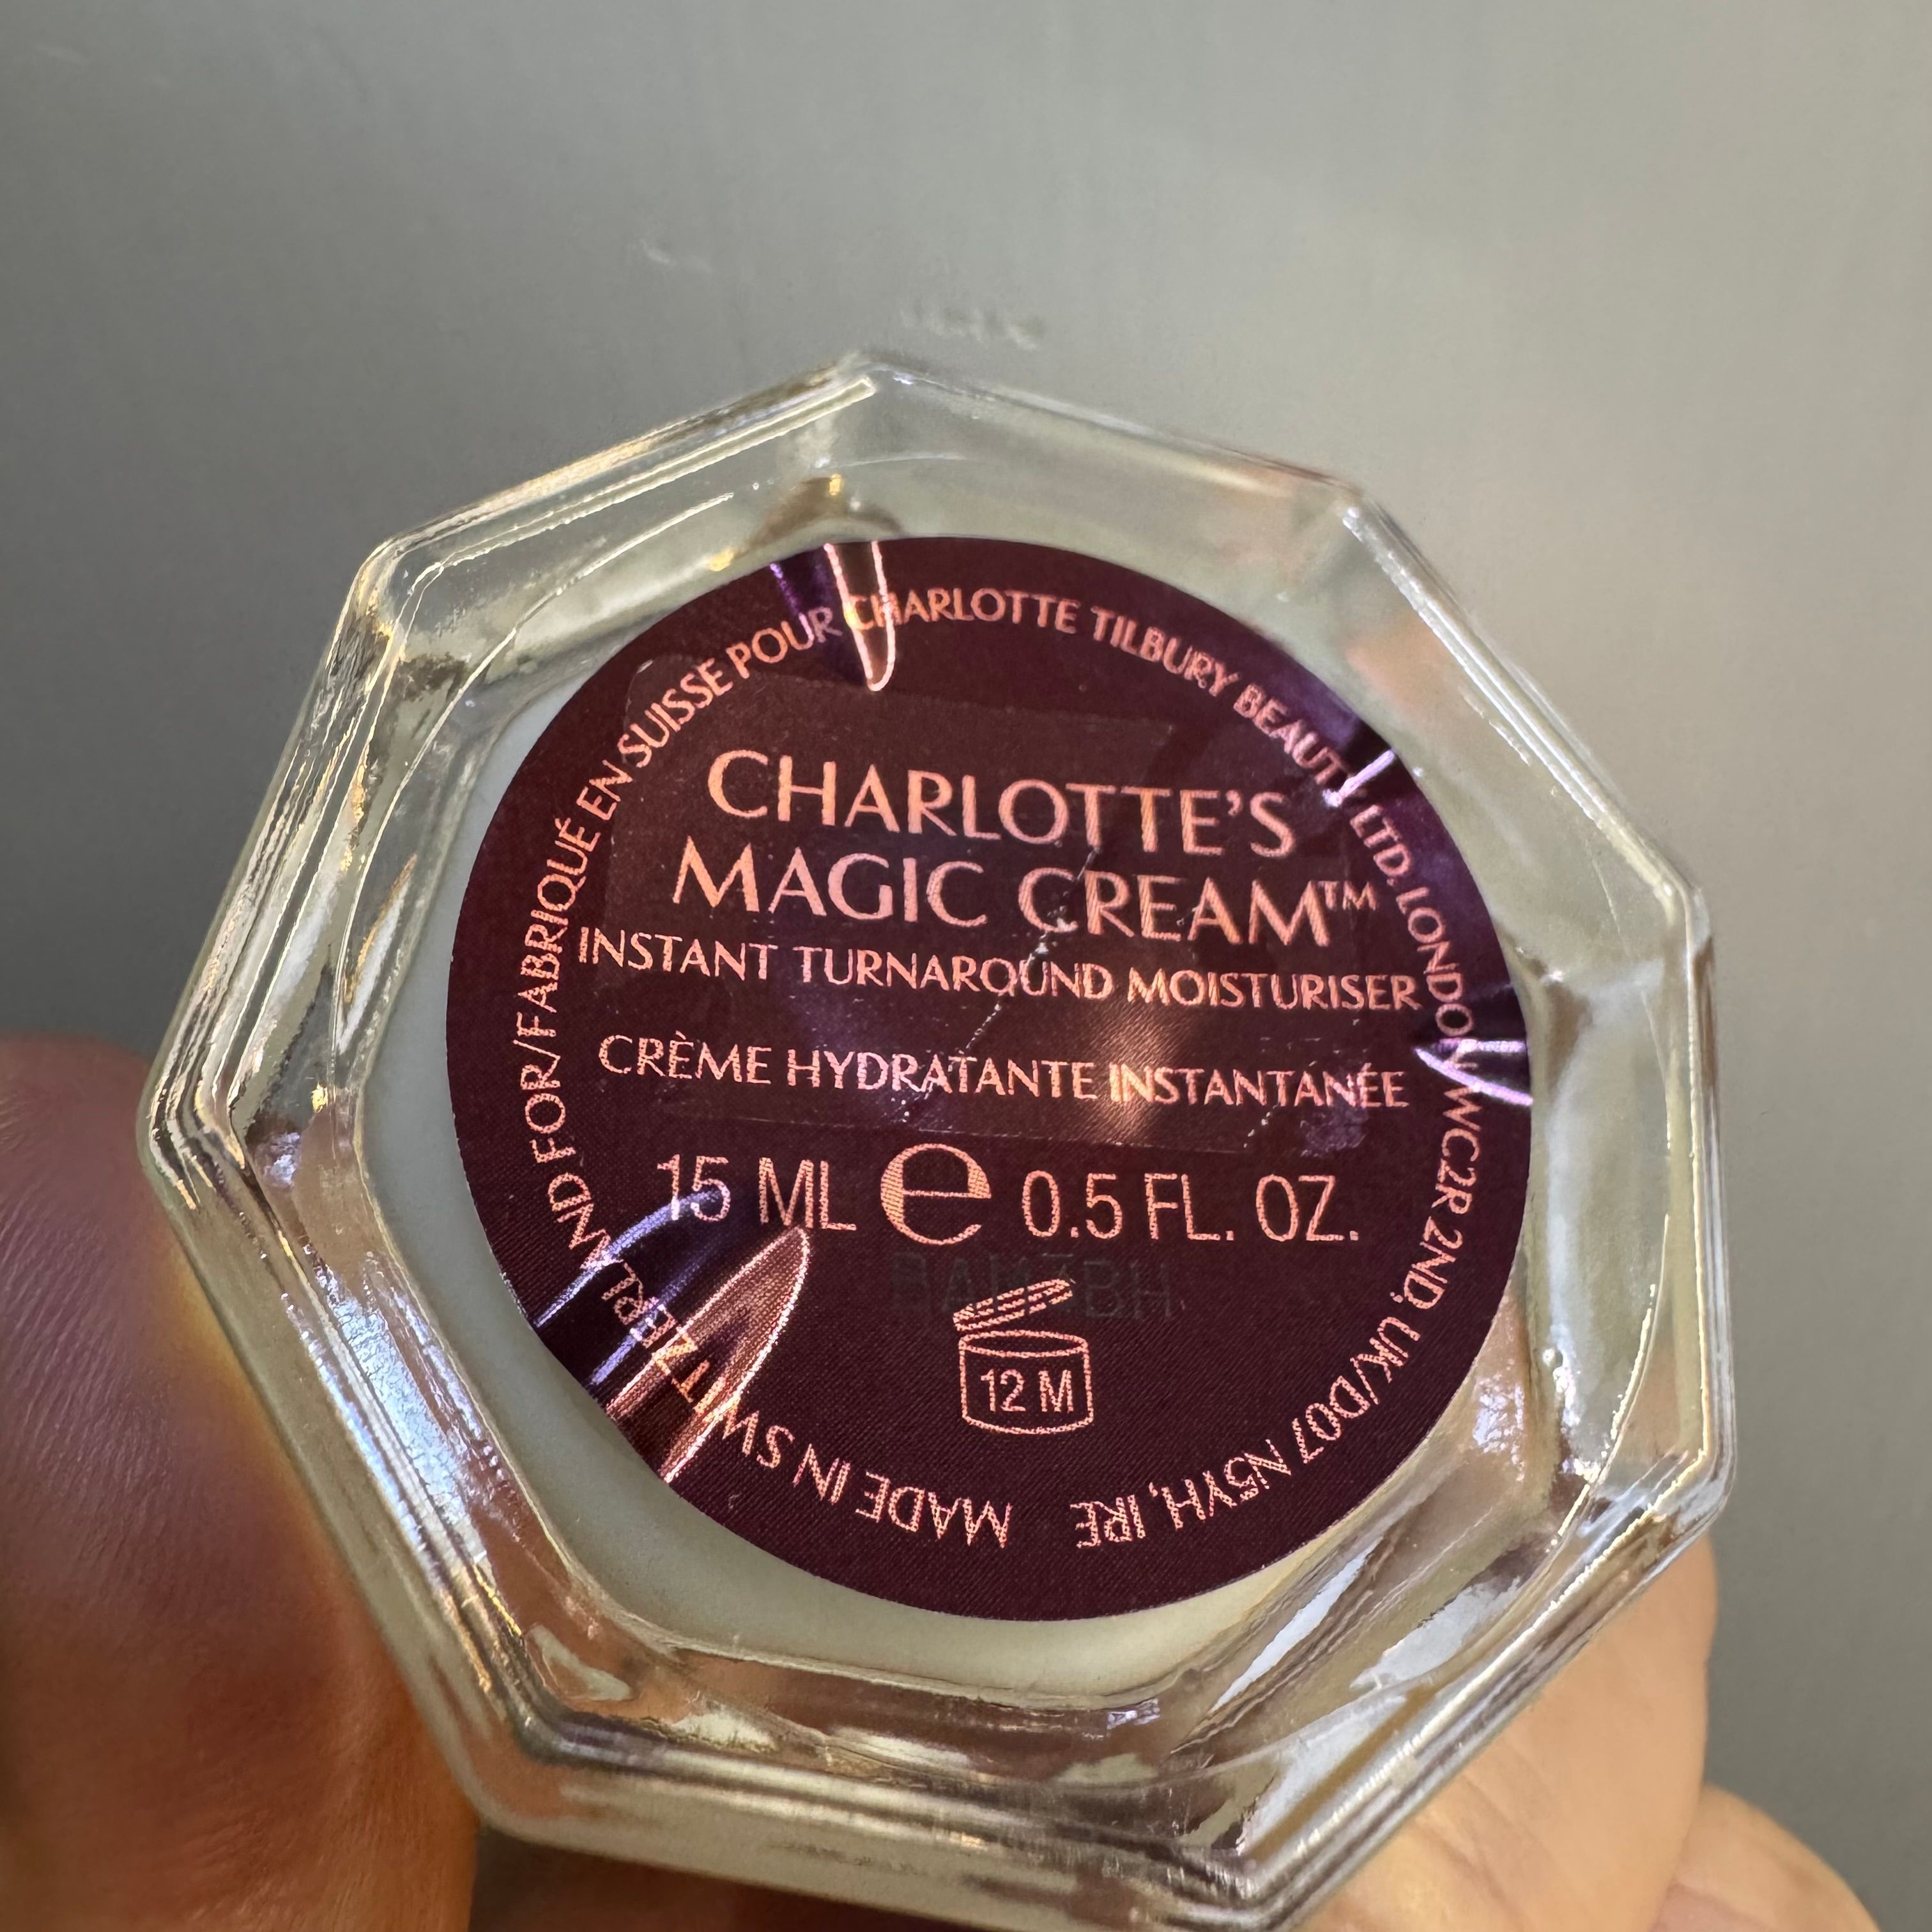 CHARLOTTE'S
MAGIC CREAM™
INSTANT TURNAROUND MOISTURISER
CRÈME HYDRATANTE INSTANTANÉE
15 ML ℮ 0.5 FL. OZ.
12 M
MADE IN SWITZERLAND FOR/FABRIQUÉ EN SUISSE POUR CHARLOTTE TILBURY BEAUTY LTD. LONDON WC2R 2ND, UK/D07 N5YH, IRE